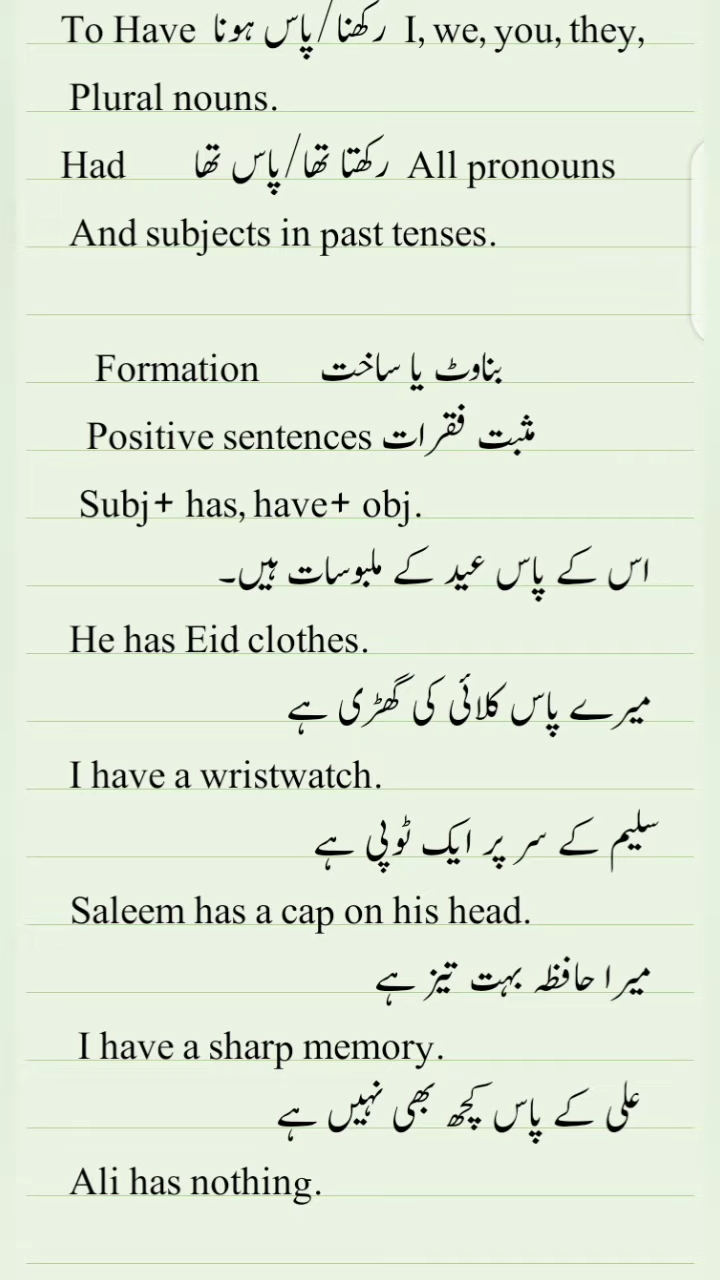 To Have رکھنا/پاس ہونا I, we, you, they,
Plural nouns.
Had رکھتا تھا/پاس تھا All pronouns
And subjects in past tenses.
Formation بناوٹ یا ساخت
Positive sentences مثبت فقرات
Subj+ has, have+ obj.
اس کے پاس عید کے ملبوسات ہیں۔
He has Eid clothes.
میرے پاس کلائی کی گھڑی ہے
I have a wristwatch.
سلیم کے سر پر ایک ٹوپی ہے
Saleem has a cap on his head.
میرا حافظہ بہت تیز ہے
I have a sharp memory.
علی کے پاس کچھ بھی نہیں ہے
Ali has nothing.